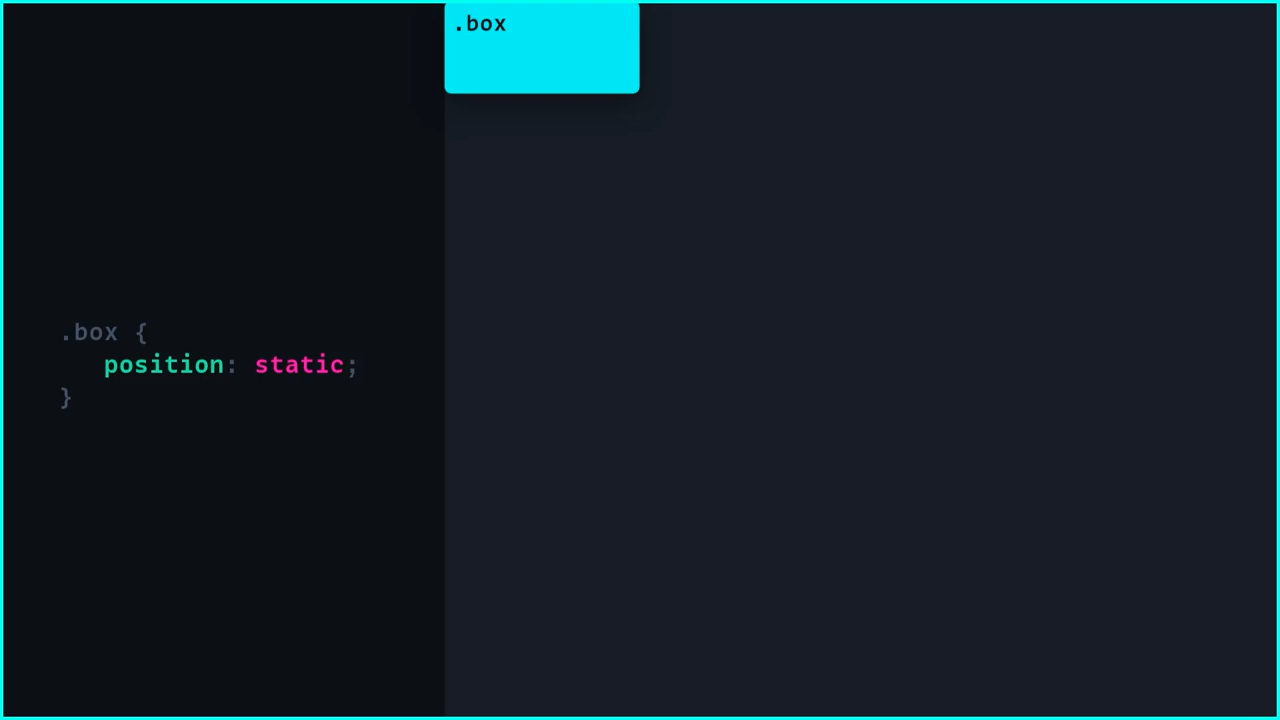 .box
.box {
position: static;
}